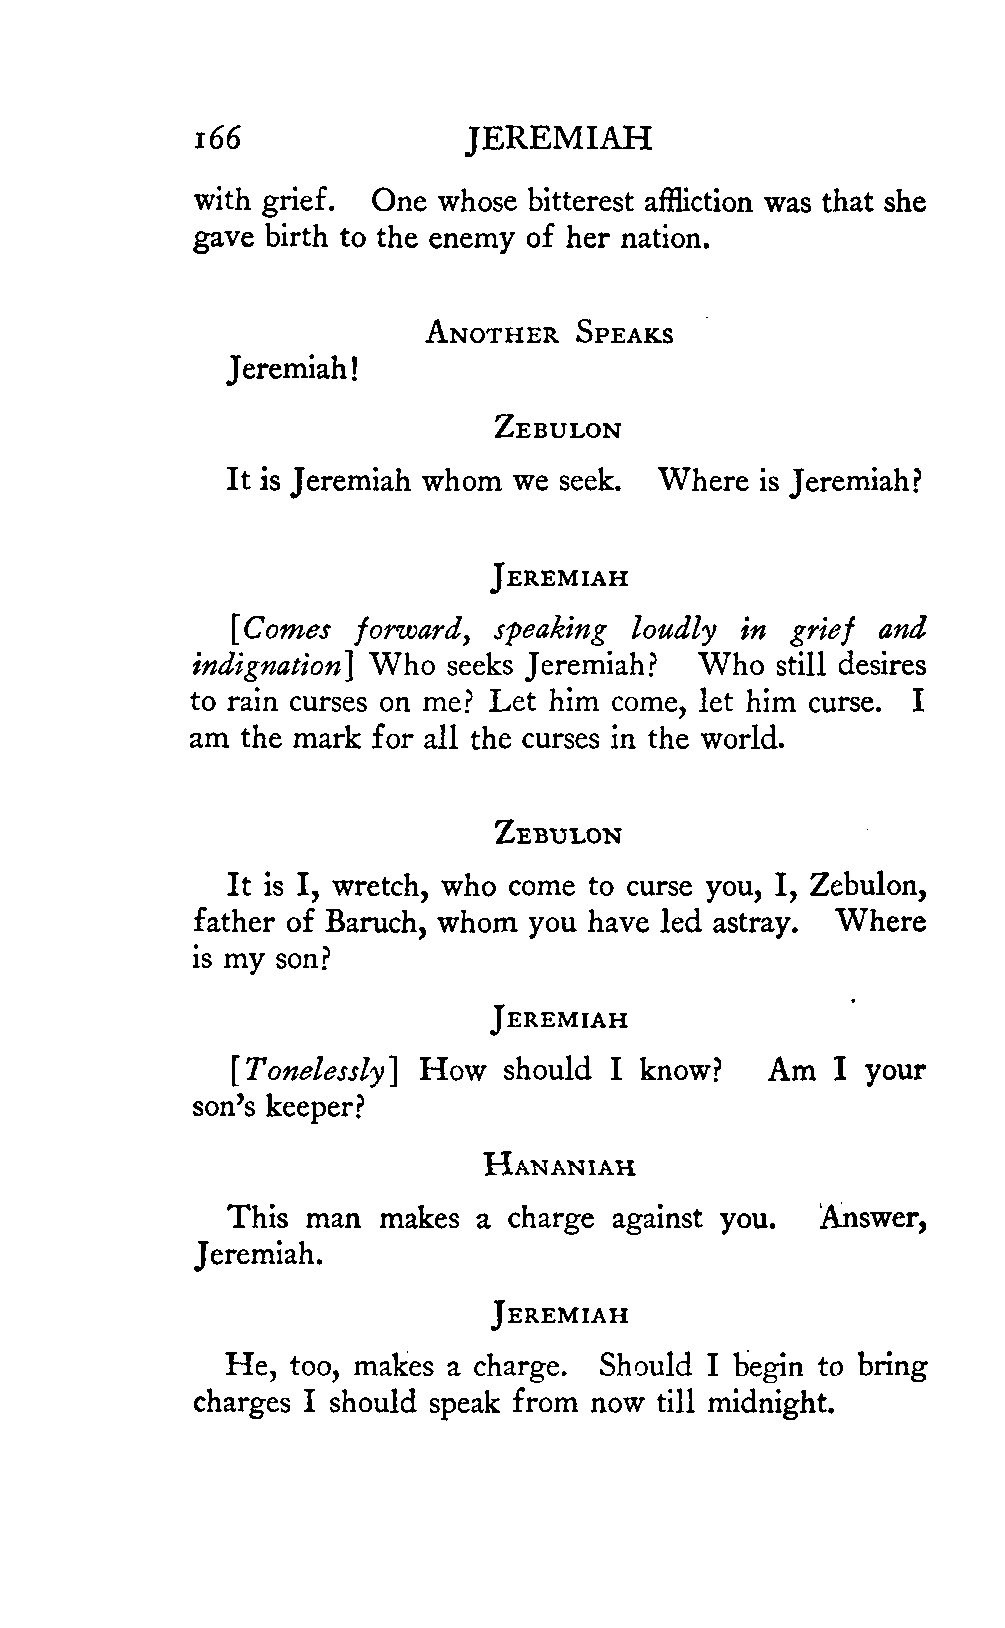 166 JEREMIAH
with grief. One whose bitterest affliction was that she
gave birth to the enemy of her nation.
ANOTHER SPEAKS
Jeremiah!
ZEBULON
It is Jeremiah whom we seek. Where is Jeremiah?
JEREMIAH
[Comes forward, speaking loudly in grief and
indignation] Who seeks Jeremiah? Who still desires
to rain curses on me? Let him come, let him curse. I
am the mark for all the curses in the world.
ZEBULON
It is I, wretch, who come to curse you, I, Zebulon,
father of Baruch, whom you have led astray. Where
is my son?
JEREMIAH
[Tonelessly] How should I know? Am I your
son's keeper?
HANANIAH
This man makes a charge against you. Answer,
Jeremiah.
JEREMIAH
He, too, makes a charge. Should I begin to bring
charges I should speak from now till midnight.